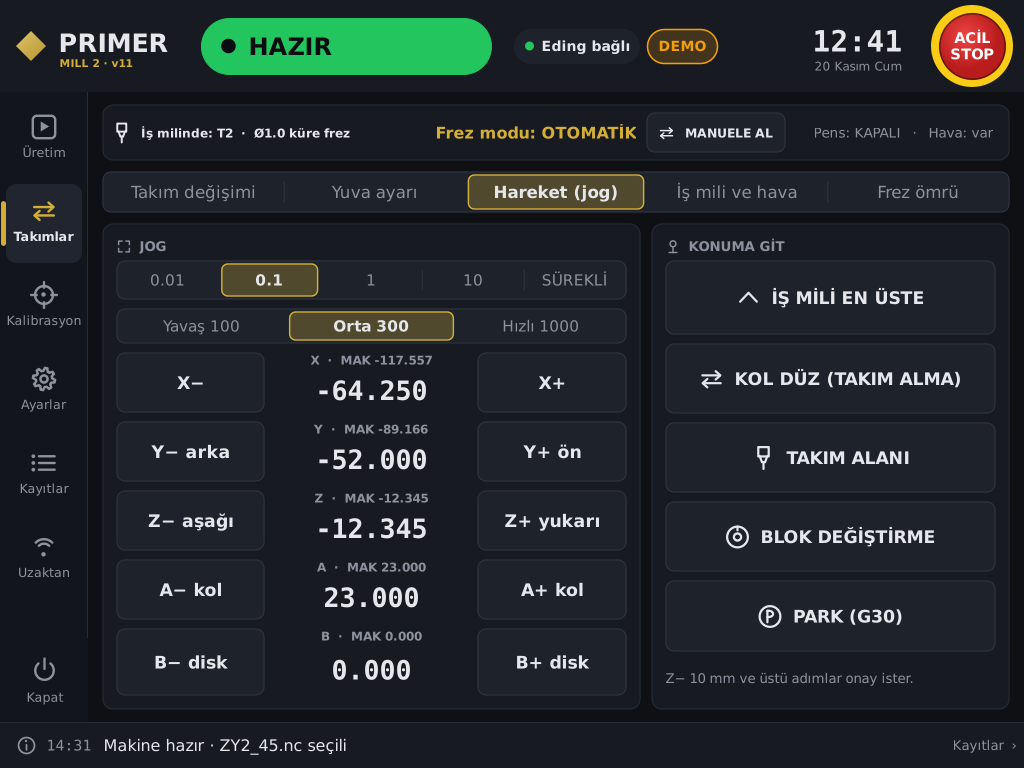 PRIMER
MILL 2 · v11
HAZIR
Eding bağlı
DEMO
12:41
20 Kasım Cum
ACİL
STOP
Üretim
Takımlar
Kalibrasyon
Ayarlar
Kayıtlar
Uzaktan
Kapat
İş milinde: T2 · Ø1.0 küre frez
Frez modu: OTOMATİK
MANUELE AL
Pens: KAPALI · Hava: var
Takım değişimi
Yuva ayarı
Hareket (jog)
İş mili ve hava
Frez ömrü
JOG
0.01
0.1
1
10
SÜREKLİ
Yavaş 100
Orta 300
Hızlı 1000
X−
X · MAK -117.557
-64.250
X+
Y− arka
Y · MAK -89.166
-52.000
Y+ ön
Z− aşağı
Z · MAK -12.345
-12.345
Z+ yukarı
A− kol
A · MAK 23.000
23.000
A+ kol
B− disk
B · MAK 0.000
0.000
B+ disk
KONUMA GİT
İŞ MİLİ EN ÜSTE
KOL DÜZ (TAKIM ALMA)
TAKIM ALANI
BLOK DEĞİŞTİRME
PARK (G30)
Z− 10 mm ve üstü adımlar onay ister.
14:31 Makine hazır · ZY2_45.nc seçili
Kayıtlar ›